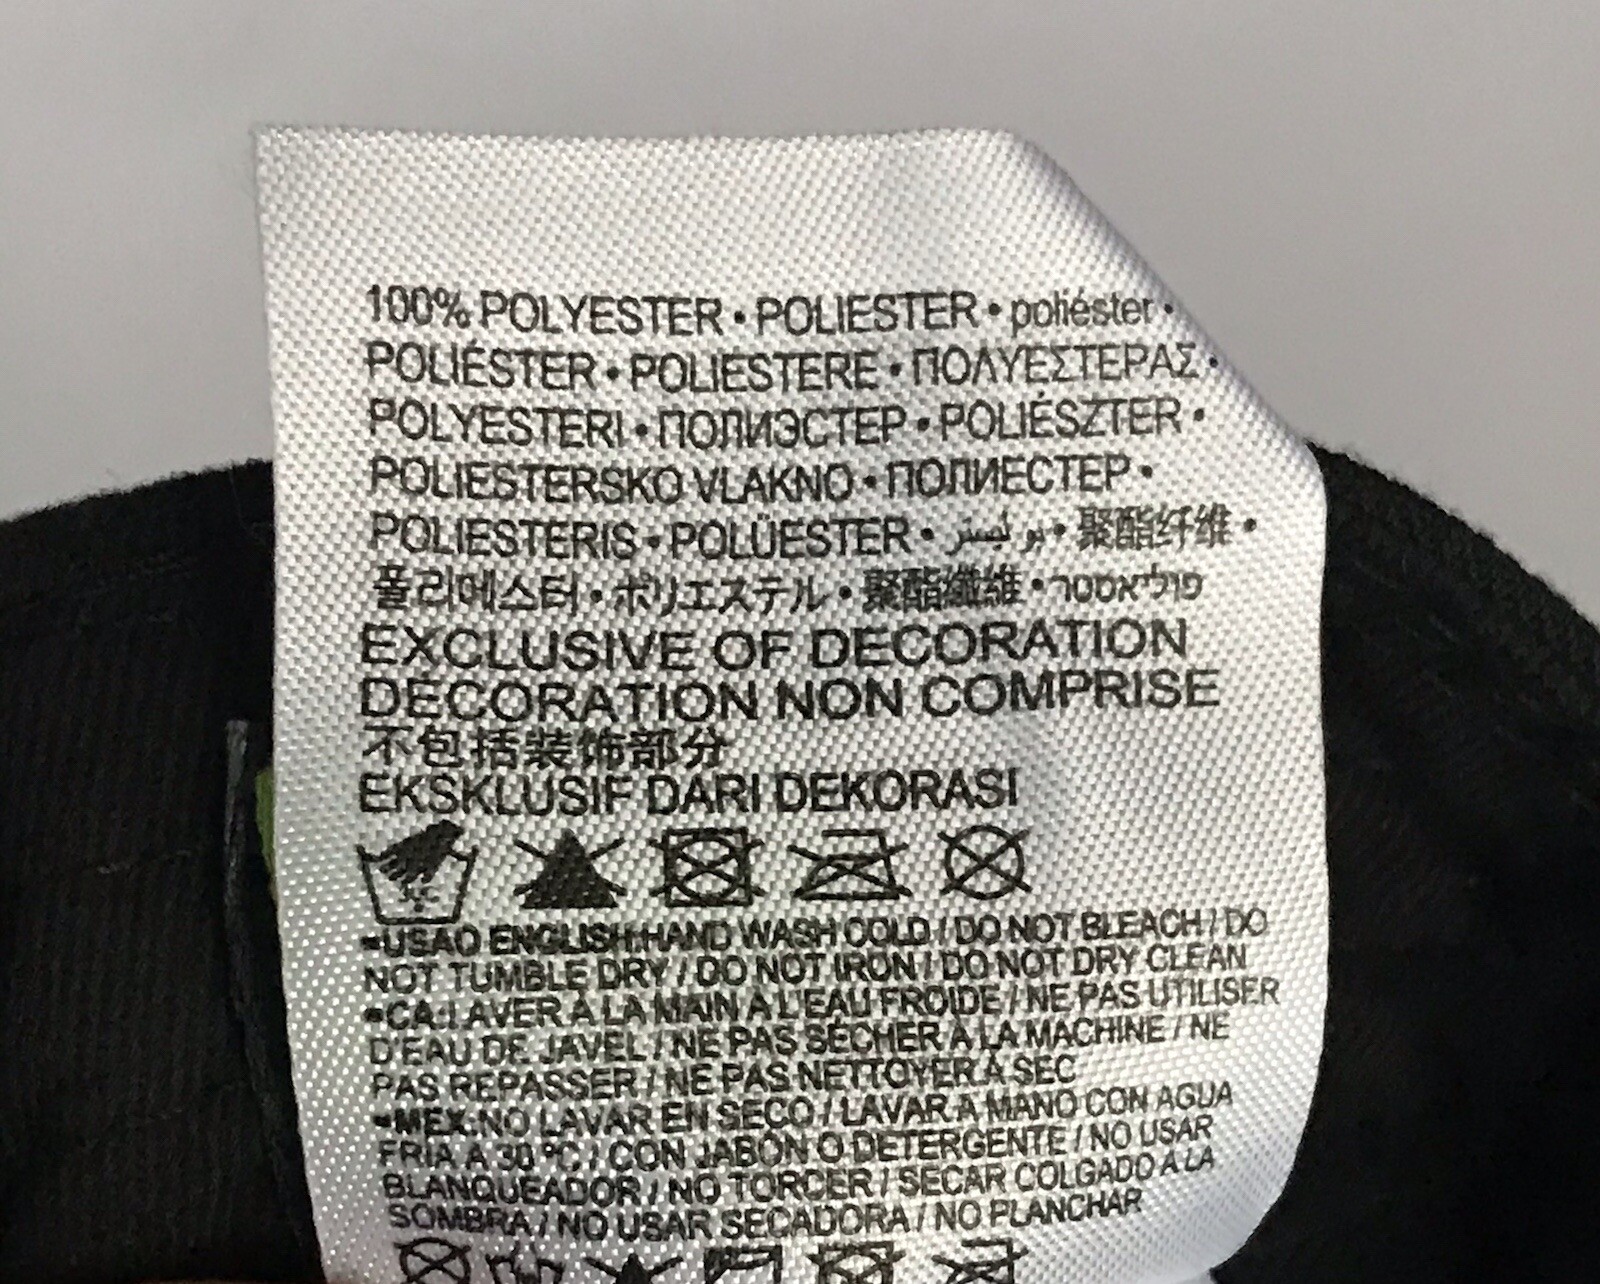 100% POLYESTER • POLIESTER • poliéster •
POLIÉSTER • POLIESTERE • ΠΟΛΥΕΣΤΕΡΑΣ •
POLYESTERI • ПОЛИЭСТЕР • POLIÉSZTER •
POLIESTERSKO VLAKNO • ПОЛИЕСТЕР •
POLIESTERIS • POLÜESTER • بوليستر • 聚酯纤维 •
폴리에스터 • ポリエステル • 聚酯纖維 • פוליאסטר
EXCLUSIVE OF DECORATION
DÉCORATION NON COMPRISE
不包括装饰部分
EKSKLUSIF DARI DEKORASI
•USAO ENGLISH:HAND WASH COLD / DO NOT BLEACH / DO
NOT TUMBLE DRY / DO NOT IRON / DO NOT DRY CLEAN
•CA:LAVER À LA MAIN À L'EAU FROIDE / NE PAS UTILISER
D'EAU DE JAVEL / NE PAS SÉCHER À LA MACHINE / NE
PAS REPASSER / NE PAS NETTOYER À SEC
•MEX:NO LAVAR EN SECO / LAVAR A MANO CON AGUA
FRIA A 30 °C / CON JABÓN O DETERGENTE / NO USAR
BLANQUEADOR / NO TORCER / SECAR COLGADO A LA
SOMBRA / NO USAR SECADORA / NO PLANCHAR